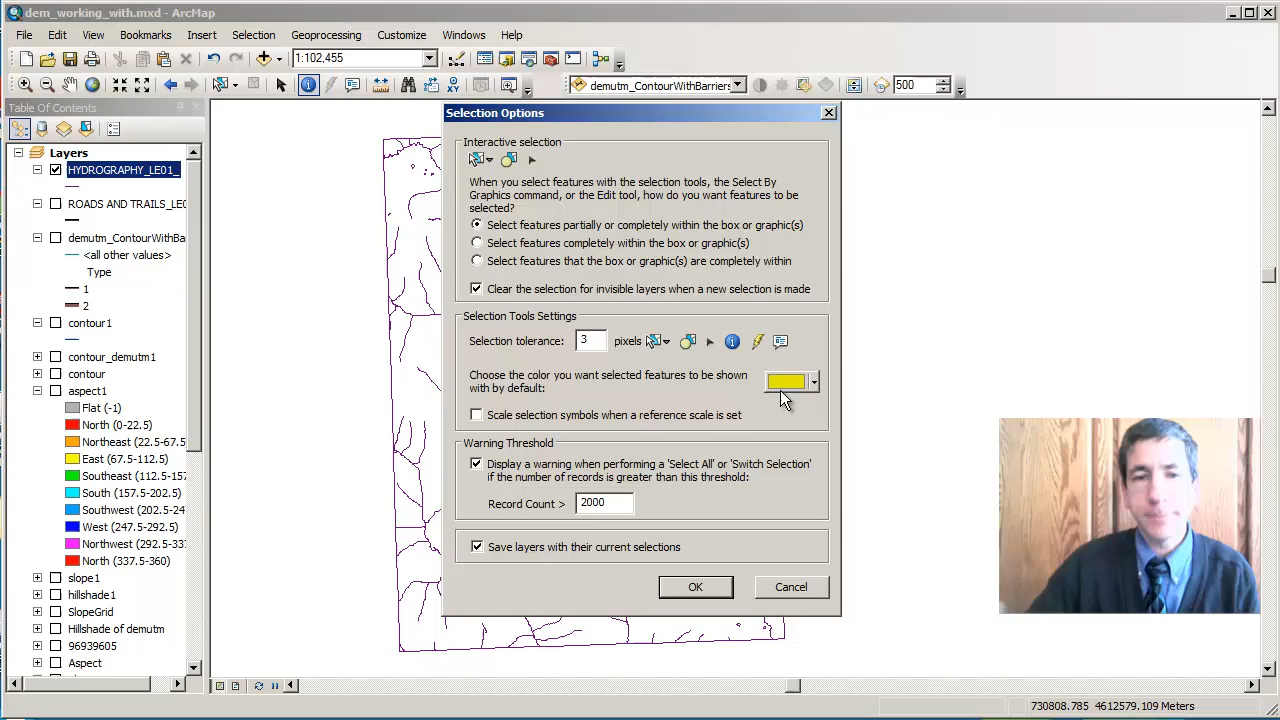 dem_working_with.mxd - ArcMap
File Edit View Bookmarks Insert Selection Geoprocessing Customize Windows Help
1:102,455
demutm_ContourWithBarriers 500
Table Of Contents
Layers
HYDROGRAPHY_LE01_
ROADS AND TRAILS_LE0
demutm_ContourWithBa
<all other values>
Type
1
2
contour1
contour_demutm1
contour
aspect1
Flat (-1)
North (0-22.5)
Northeast (22.5-67.5
East (67.5-112.5)
Southeast (112.5-157
South (157.5-202.5)
Southwest (202.5-24
West (247.5-292.5)
Northwest (292.5-337
North (337.5-360)
slope1
hillshade1
SlopeGrid
Hillshade of demutm
96939605
Aspect
Selection Options
Interactive selection
When you select features with the selection tools, the Select By
Graphics command, or the Edit tool, how do you want features to be
selected?
Select features partially or completely within the box or graphic(s)
Select features completely within the box or graphic(s)
Select features that the box or graphic(s) are completely within
Clear the selection for invisible layers when a new selection is made
Selection Tools Settings
Selection tolerance: 3 pixels
Choose the color you want selected features to be shown
with by default:
Scale selection symbols when a reference scale is set
Warning Threshold
Display a warning when performing a 'Select All' or 'Switch Selection'
if the number of records is greater than this threshold:
Record Count > 2000
Save layers with their current selections
OK Cancel
730808.785 4612579.109 Meters